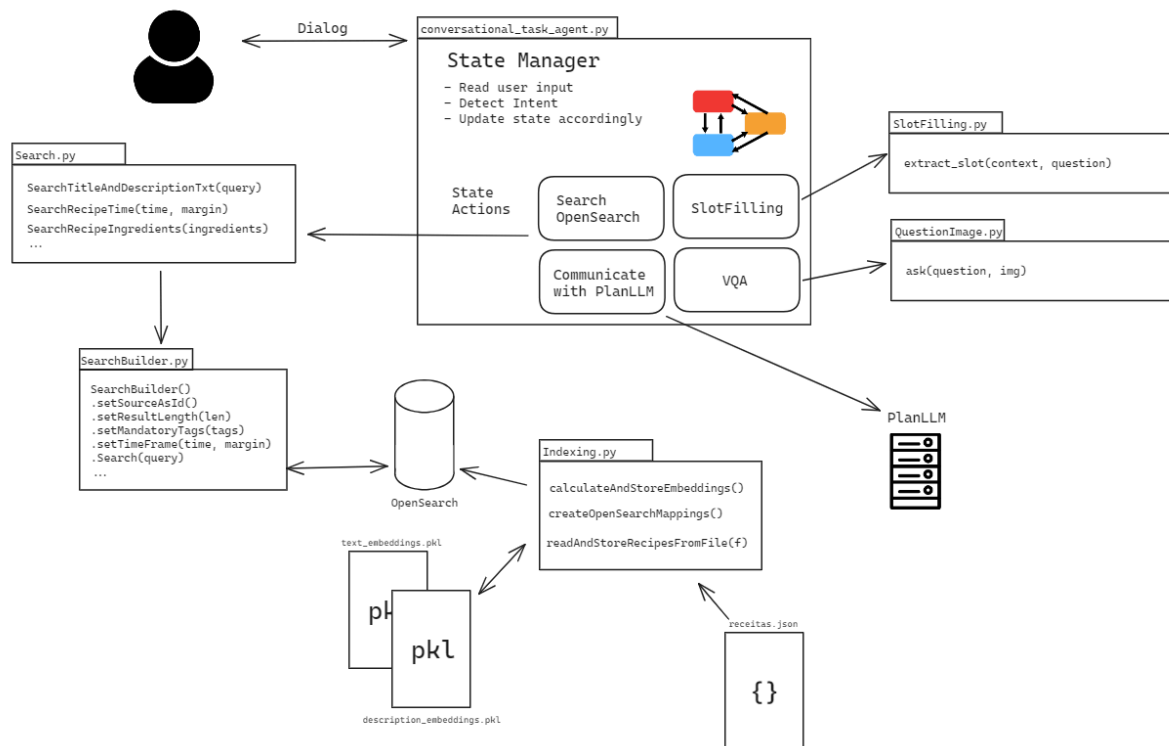 Dialog
conversational_task_agent.py
State Manager
- Read user input
- Detect Intent
- Update state accordingly
State
Actions
Search
OpenSearch
SlotFilling
Communicate
with PlanLLM
VQA
SlotFilling.py
extract_slot(context, question)
QuestionImage.py
ask(question, img)
Search.py
SearchTitleAndDescriptionTxt(query)
SearchRecipeTime(time, margin)
SearchRecipeIngredients(ingredients)
...
SearchBuilder.py
SearchBuilder()
.setSourceAsId()
.setResultLength(len)
.setMandatoryTags(tags)
.setTimeFrame(time, margin)
.Search(query)
...
OpenSearch
PlanLLM
Indexing.py
calculateAndStoreEmbeddings()
createOpenSearchMappings()
readAndStoreRecipesFromFile(f)
text_embeddings.pkl
pkl
description_embeddings.pkl
receitas.json
{}